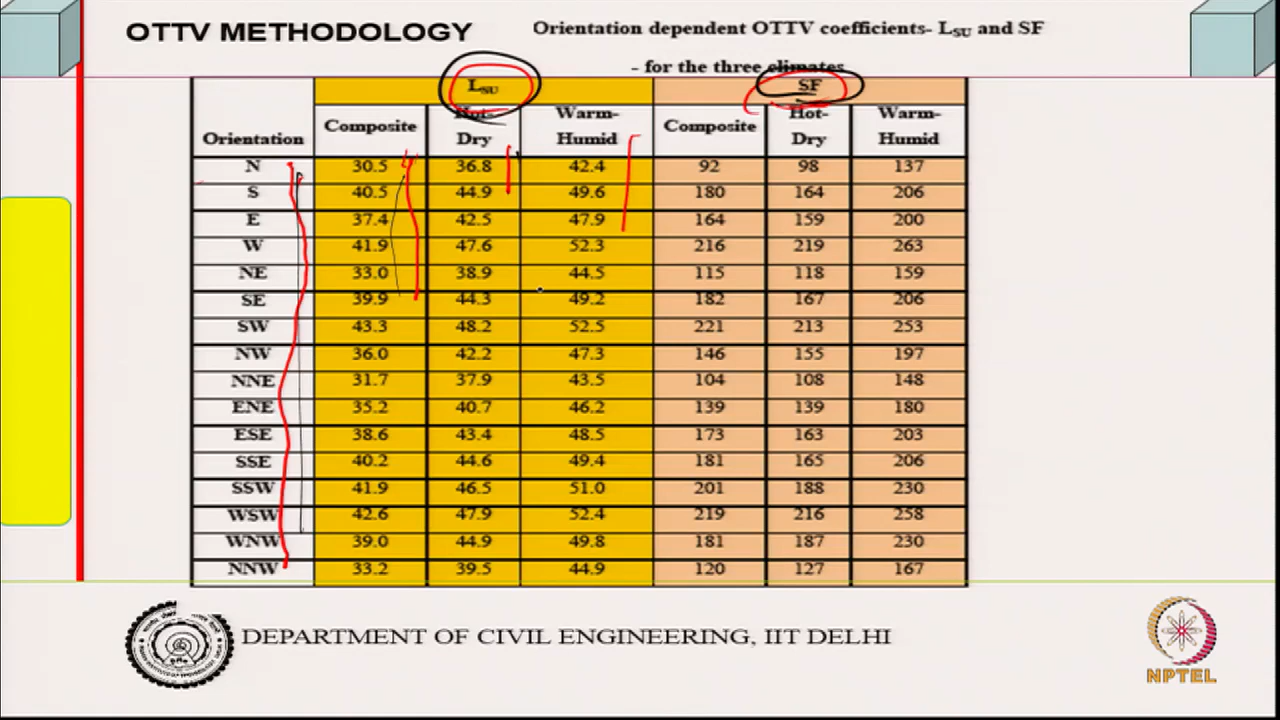 OTTV METHODOLOGY
Orientation dependent OTTV coefficients- LSU and SF
- for the three climates
LSU SF
Orientation Composite Hot-Dry Warm-Humid Composite Hot-Dry Warm-Humid
N 30.5 36.8 42.4 92 98 137
S 40.5 44.9 49.6 180 164 206
E 37.4 42.5 47.9 164 159 200
W 41.9 47.6 52.3 216 219 263
NE 33.0 38.9 44.5 115 118 159
SE 39.9 44.3 49.2 182 167 206
SW 43.3 48.2 52.5 221 213 253
NW 36.0 42.2 47.3 146 155 197
NNE 31.7 37.9 43.5 104 108 148
ENE 35.2 40.7 46.2 139 139 180
ESE 38.6 43.4 48.5 173 163 203
SSE 40.2 44.6 49.4 181 165 206
SSW 41.9 46.5 51.0 201 188 230
WSW 42.6 47.9 52.4 219 216 258
WNW 39.0 44.9 49.8 181 187 230
NNW 33.2 39.5 44.9 120 127 167
DEPARTMENT OF CIVIL ENGINEERING, IIT DELHI
NPTEL